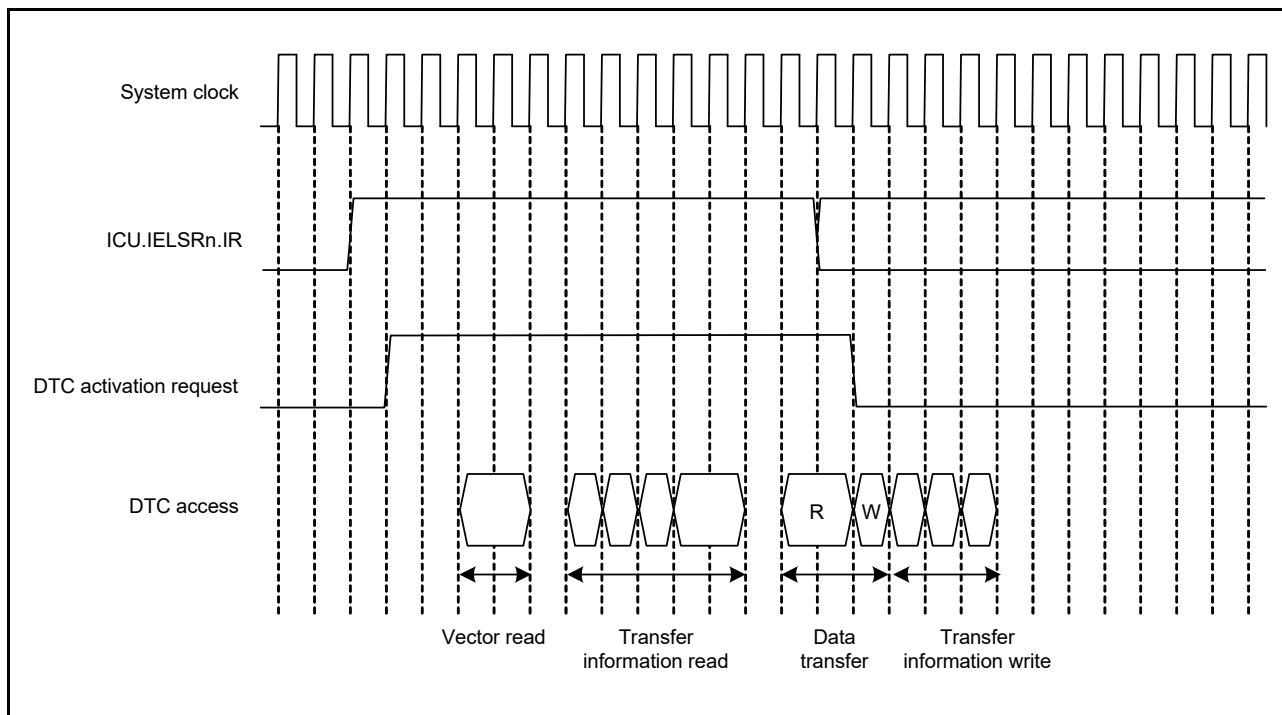 System clock
ICU.IELSRn.IR
DTC activation request
DTC access
R
W
Vector read
Transfer
information read
Data
transfer
Transfer
information write